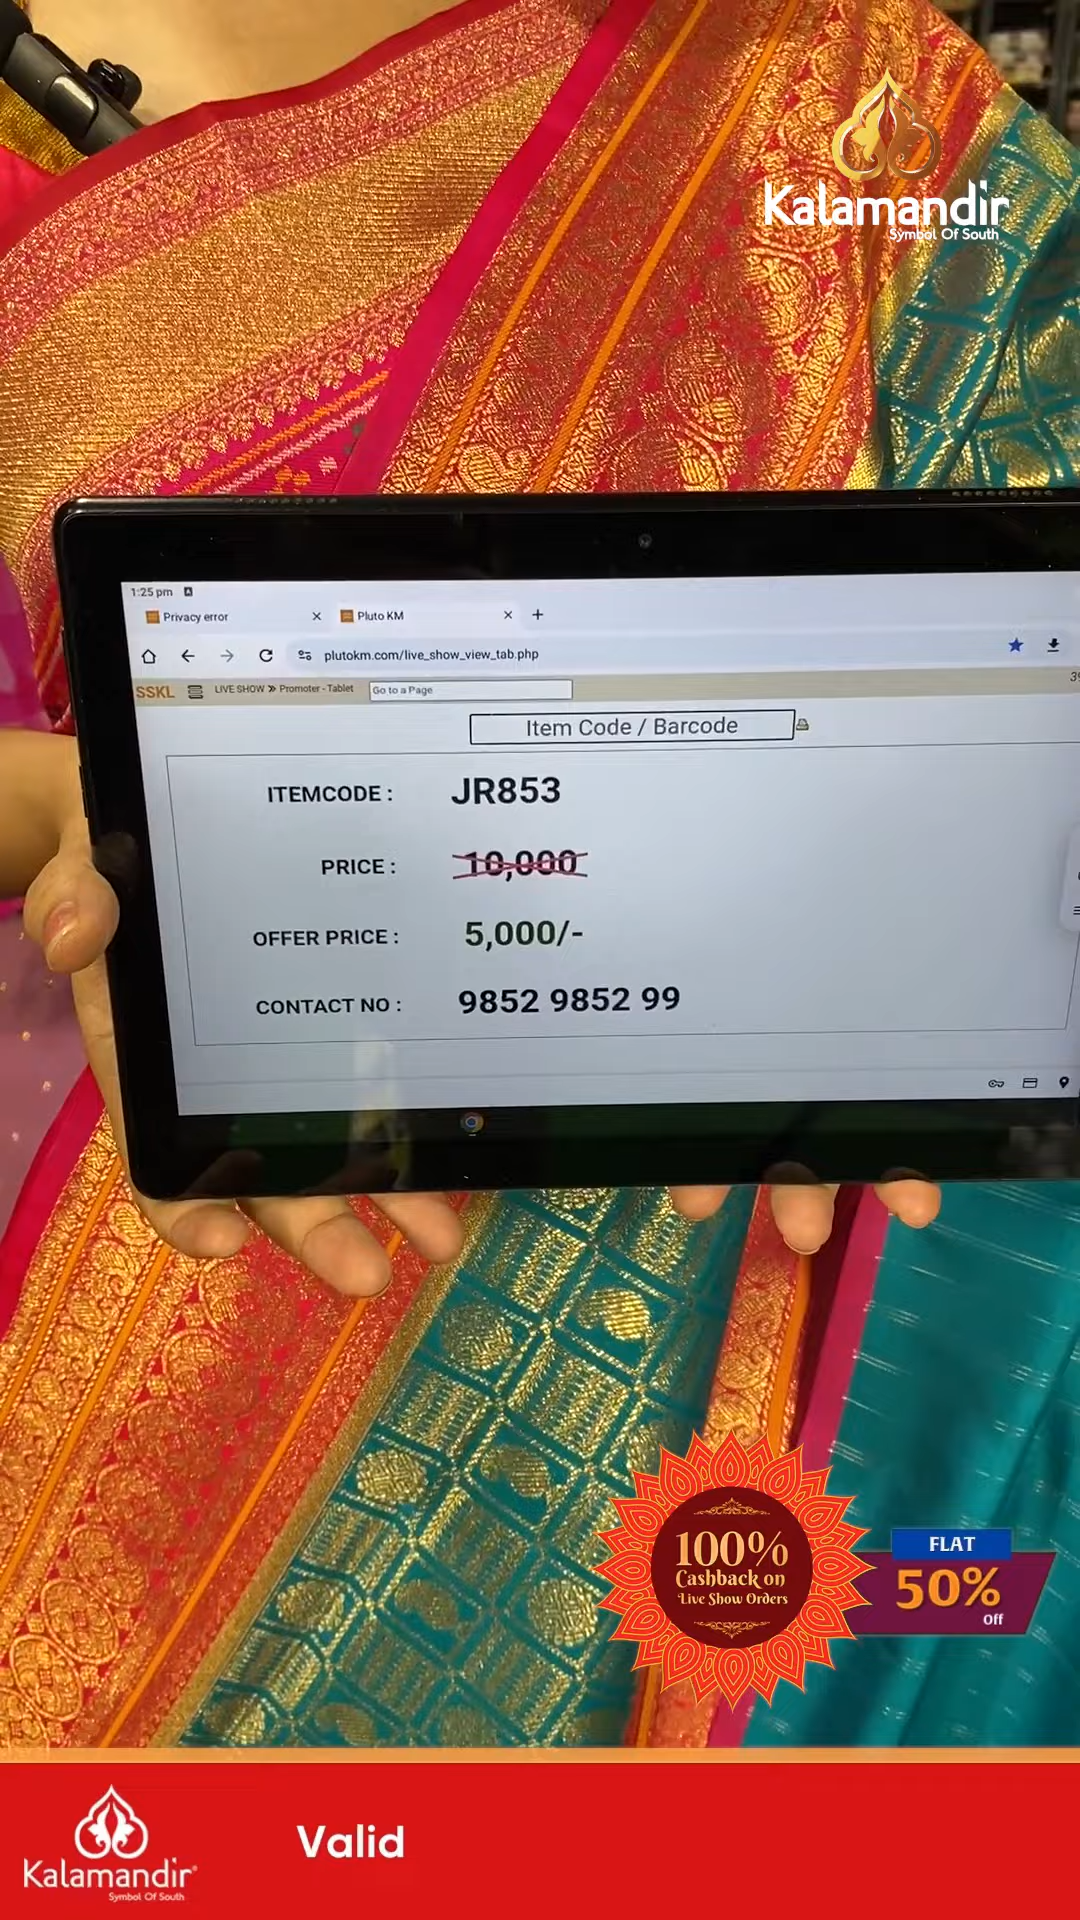 Kalamandir
Symbol Of South
1:25 pm
Privacy error
Pluto KM
plutokm.com/live_show_view_tab.php
SSKL
LIVE SHOW >> Promoter - Tablet
Go to a Page
Item Code / Barcode
ITEMCODE : JR853
PRICE : 10,000
OFFER PRICE : 5,000/-
CONTACT NO : 9852 9852 99
100%
Cashback on
Live Show Orders
FLAT
50%
Off
Kalamandir
Symbol Of South
Valid